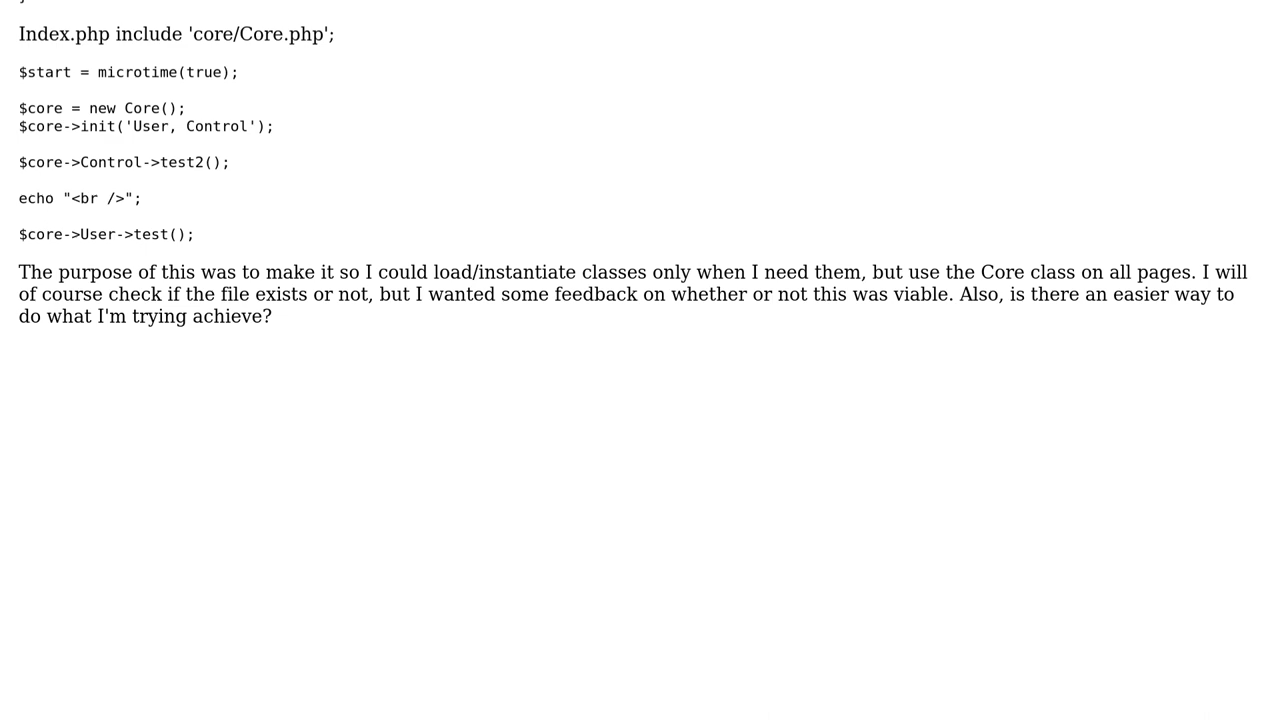 }
Index.php include 'core/Core.php';
$start = microtime(true);
$core = new Core();
$core->init('User, Control');
$core->Control->test2();
echo "<br />";
$core->User->test();
The purpose of this was to make it so I could load/instantiate classes only when I need them, but use the Core class on all pages. I will
of course check if the file exists or not, but I wanted some feedback on whether or not this was viable. Also, is there an easier way to
do what I'm trying achieve?